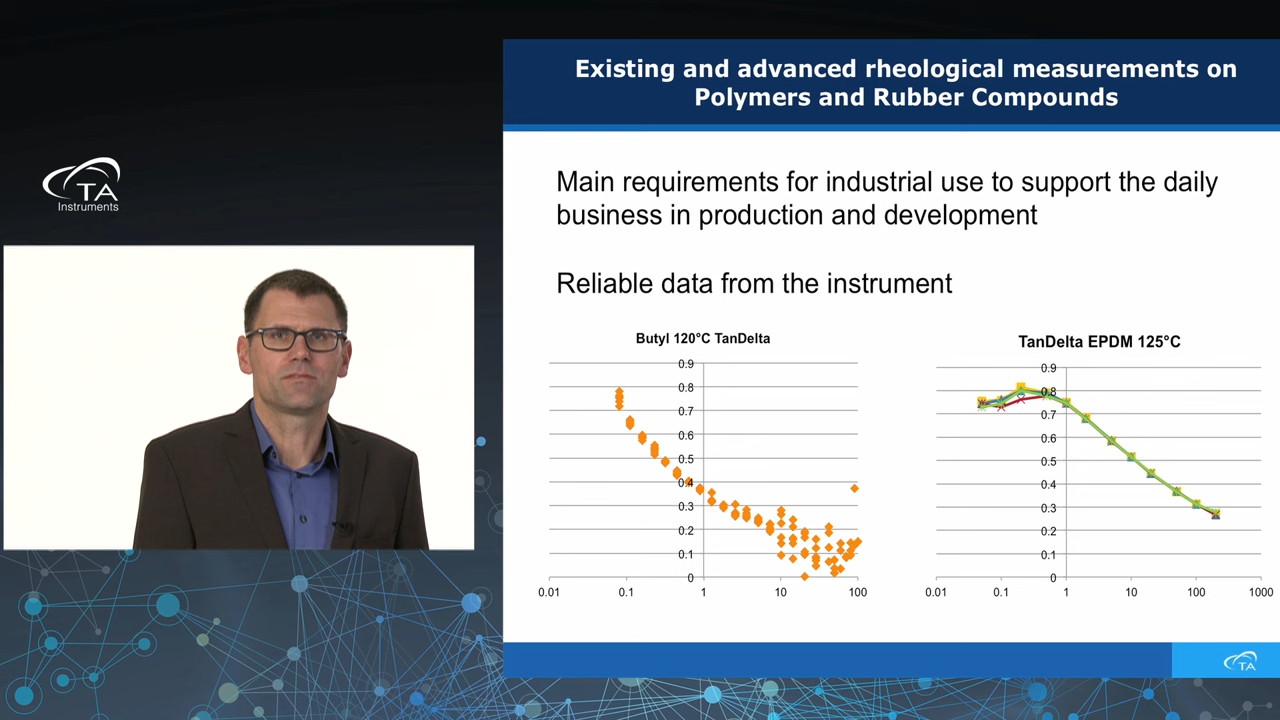 Existing and advanced rheological measurements on
Polymers and Rubber Compounds
TA
Instruments
Main requirements for industrial use to support the daily
business in production and development
Reliable data from the instrument
Butyl 120°C TanDelta
0.9
0.8
0.7
0.6
0.5
0.4
0.3
0.2
0.1
0
0.01 0.1 1 10 100
TanDelta EPDM 125°C
0.9
0.8
0.7
0.6
0.5
0.4
0.3
0.2
0.1
0
0.01 0.1 1 10 100 1000
TA